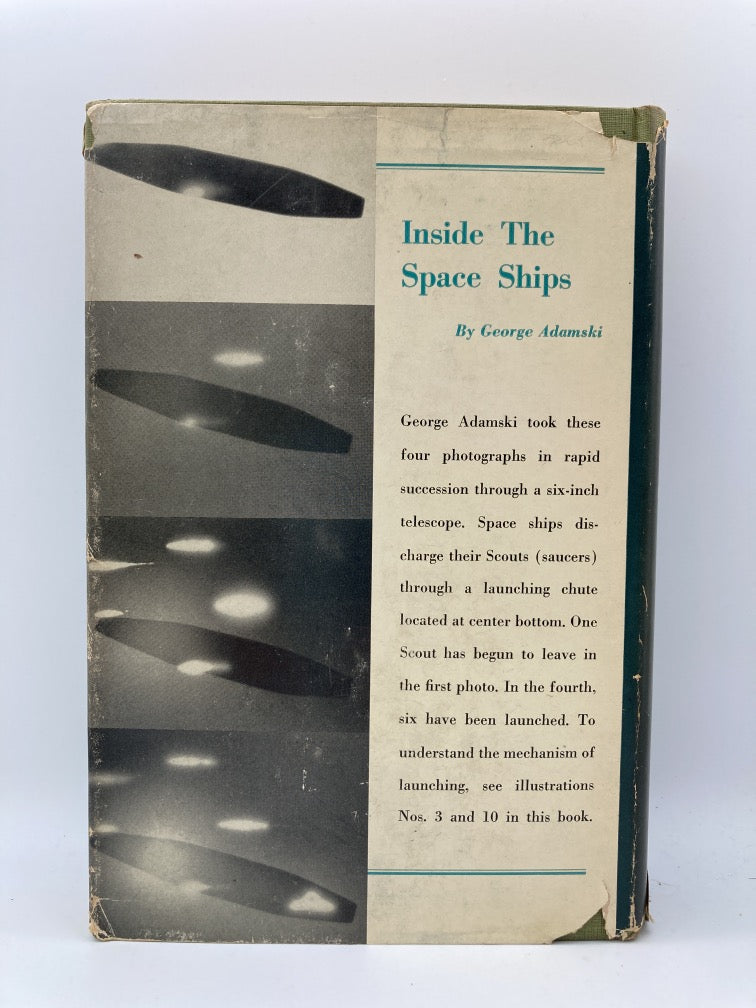 Inside The
Space Ships
By George Adamski
George Adamski took these
four photographs in rapid
succession through a six-inch
telescope. Space ships dis-
charge their Scouts (saucers)
through a launching chute
located at center bottom. One
Scout has begun to leave in
the first photo. In the fourth,
six have been launched. To
understand the mechanism of
launching, see illustrations
Nos. 3 and 10 in this book.